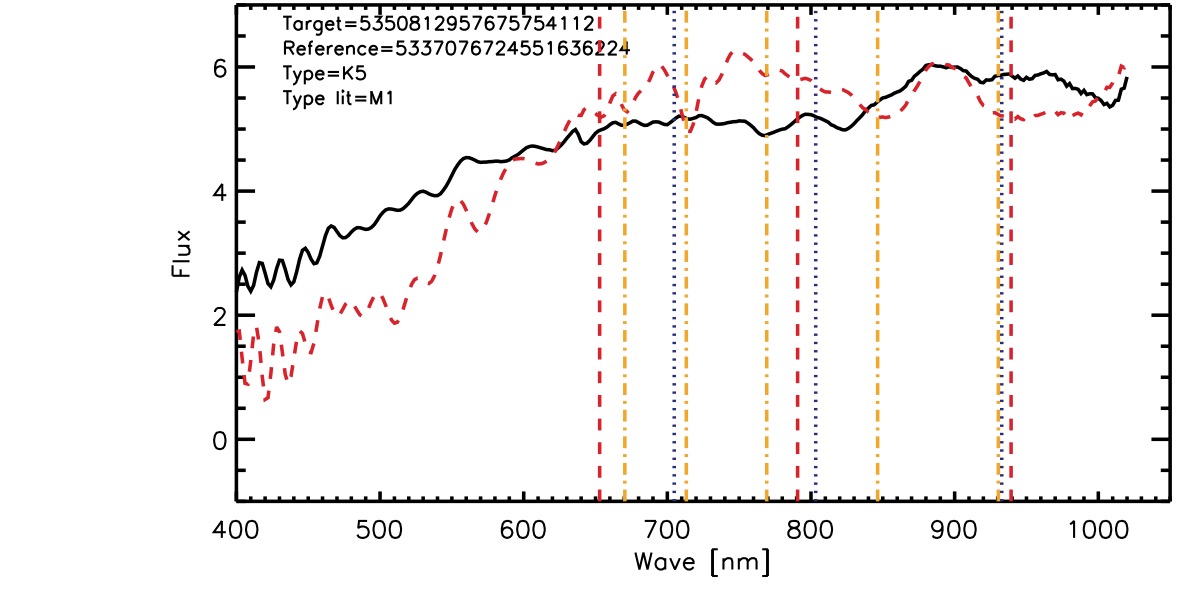 Target=5350812957675754112
Reference=5337076724551636224
Type=K5
Type lit=M1
6
4
2
0
Flux
400 500 600 700 800 900 1000
Wave [nm]